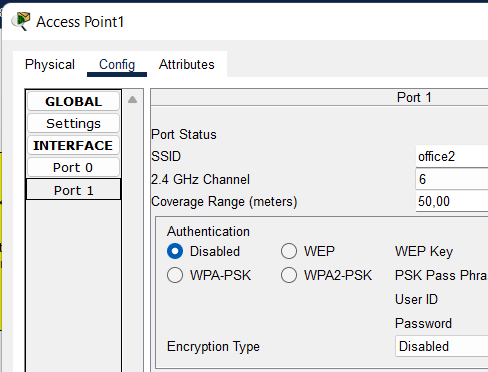 Access Point1
Physical Config Attributes
GLOBAL
Settings
INTERFACE
Port 0
Port 1
Port 1
Port Status
SSID office2
2.4 GHz Channel 6
Coverage Range (meters) 50,00
Authentication
Disabled WEP WEP Key
WPA-PSK WPA2-PSK PSK Pass Phra
User ID
Password
Encryption Type Disabled